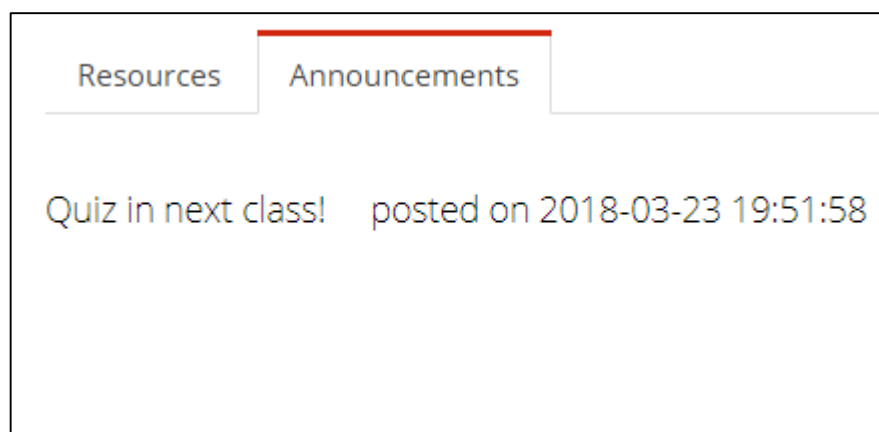 Resources Announcements
Quiz in next class! posted on 2018-03-23 19:51:58